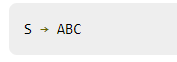 S → ABC